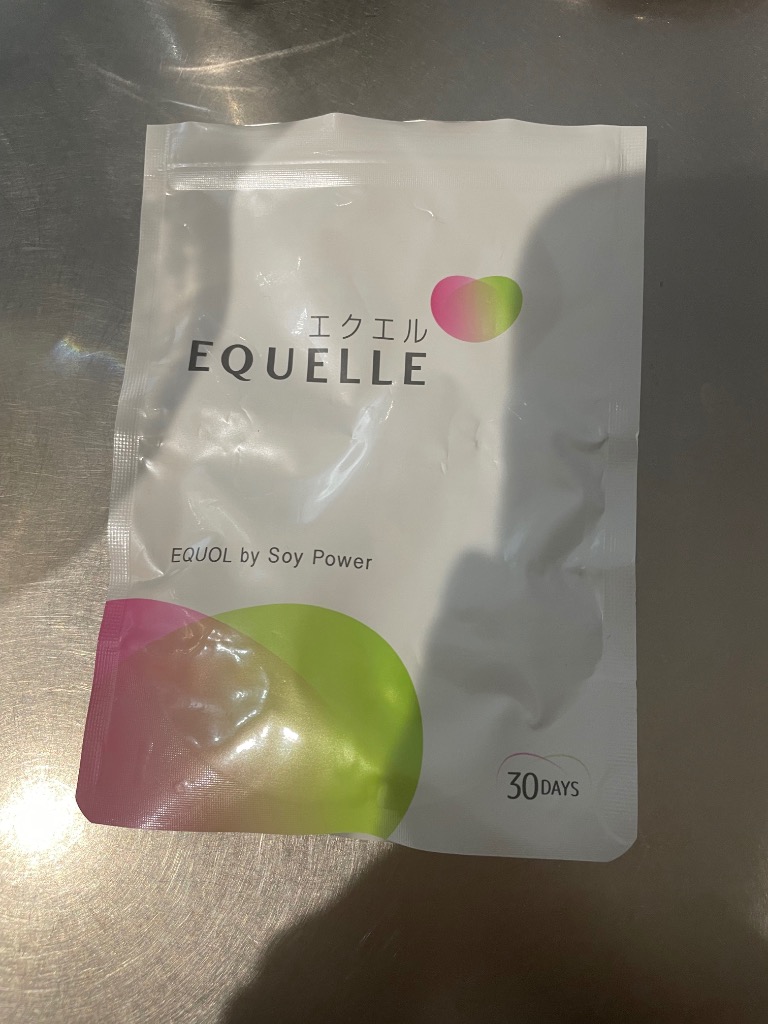 エクエル
EQUELLE
EQUOL by Soy Power
30DAYS